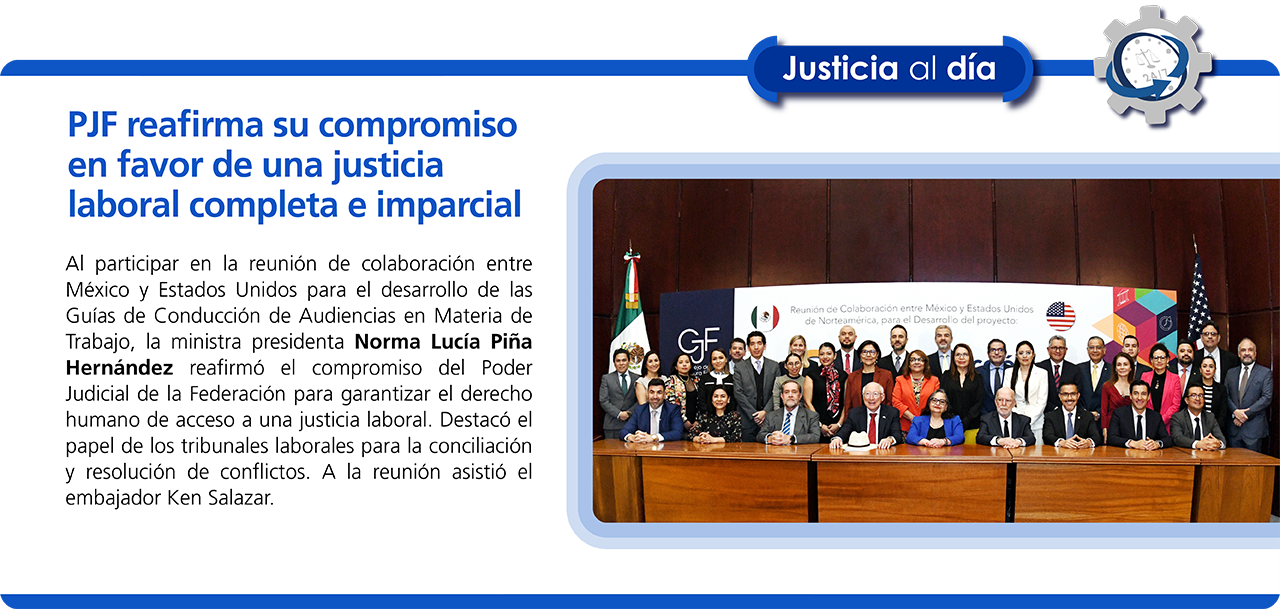 Justicia al día
24/7
PJF reafirma su compromiso
en favor de una justicia
laboral completa e imparcial
Al participar en la reunión de colaboración entre
México y Estados Unidos para el desarrollo de las
Guías de Conducción de Audiencias en Materia de
Trabajo, la ministra presidenta Norma Lucía Piña
Hernández reafirmó el compromiso del Poder
Judicial de la Federación para garantizar el derecho
humano de acceso a una justicia laboral. Destacó el
papel de los tribunales laborales para la conciliación
y resolución de conflictos. A la reunión asistió el
embajador Ken Salazar.
CJF
Reunión de Colaboración entre México y Estados Unidos
de Norteamérica, para el Desarrollo del proyecto: